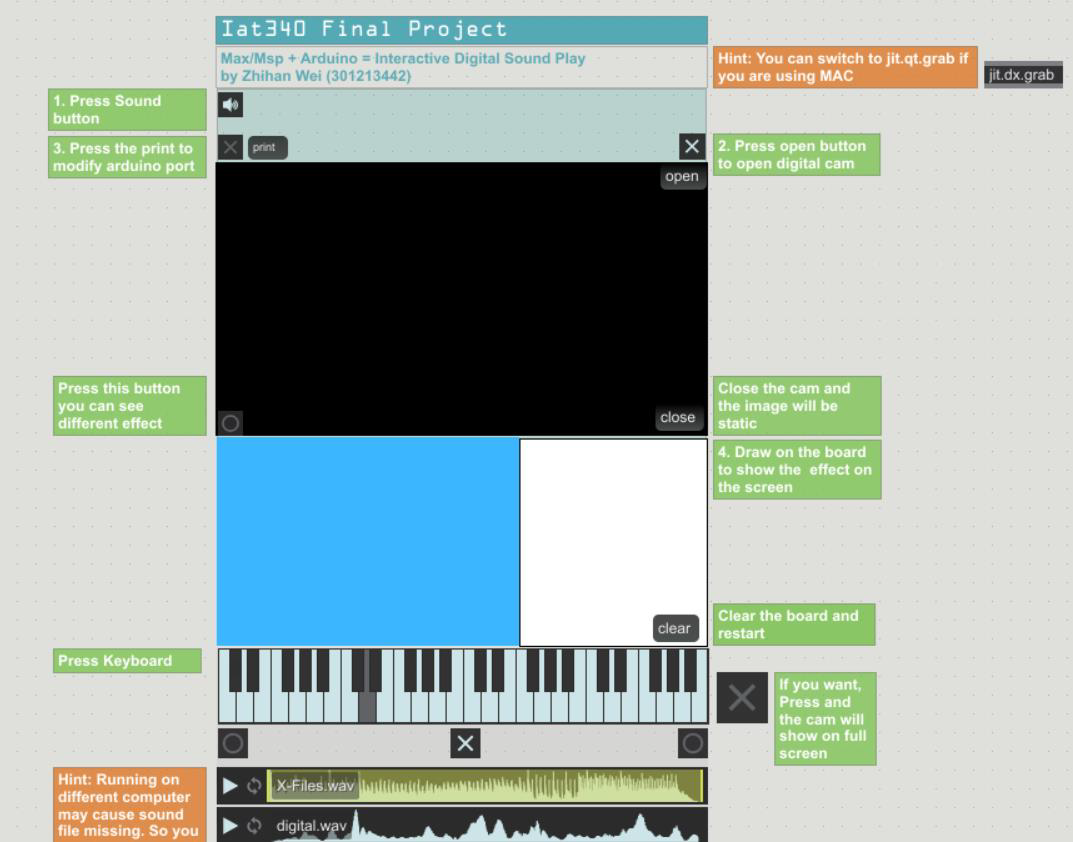 Iat340 Final Project
Max/Msp + Arduino = Interactive Digital Sound Play
by Zhihan Wei (301213442)
Hint: You can switch to jit.qt.grab if
you are using MAC
jit.dx.grab
1. Press Sound
button
3. Press the print to
modify arduino port
print
2. Press open button
to open digital cam
open
Press this button
you can see
different effect
close
Close the cam and
the image will be
static
4. Draw on the board
to show the effect on
the screen
clear
Clear the board and
restart
Press Keyboard
If you want,
Press and
the cam will
show on full
screen
Hint: Running on
different computer
may cause sound
file missing. So you
X-Files.wav
digital.wav